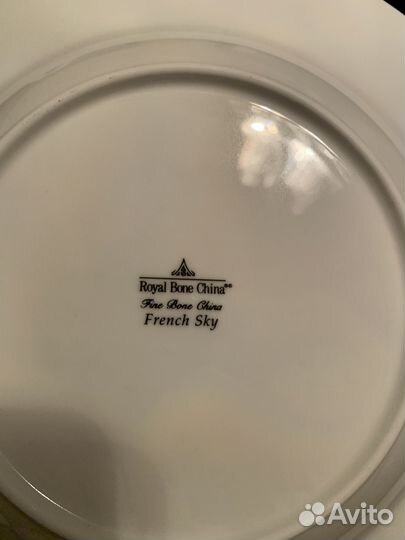 Royal Bone China
Fine Bone China
French Sky
Avito